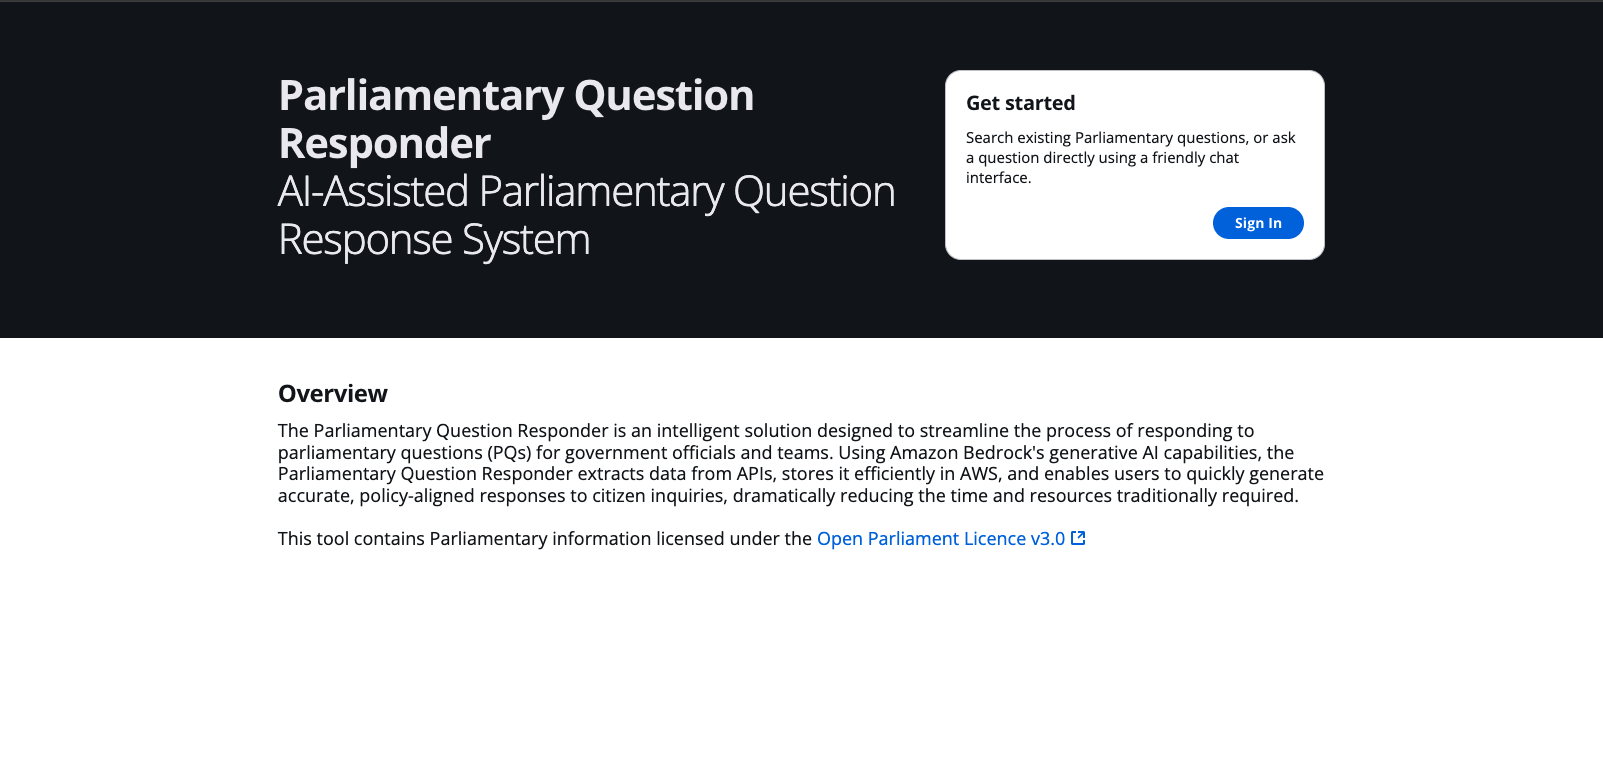 Parliamentary Question
Responder
AI-Assisted Parliamentary Question
Response System
Get started
Search existing Parliamentary questions, or ask
a question directly using a friendly chat
interface.
Sign In
Overview
The Parliamentary Question Responder is an intelligent solution designed to streamline the process of responding to
parliamentary questions (PQs) for government officials and teams. Using Amazon Bedrock's generative AI capabilities, the
Parliamentary Question Responder extracts data from APIs, stores it efficiently in AWS, and enables users to quickly generate
accurate, policy-aligned responses to citizen inquiries, dramatically reducing the time and resources traditionally required.
This tool contains Parliamentary information licensed under the Open Parliament Licence v3.0